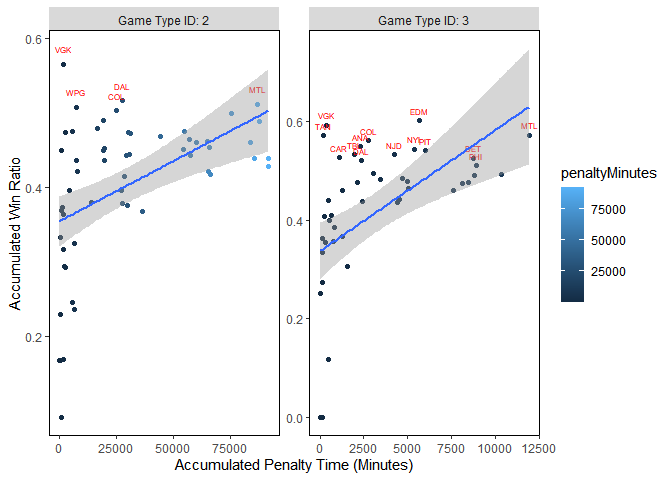 Game Type ID: 2
Game Type ID: 3
VGK
WPG
DAL
COL
MTL
VGK
TAN
EDM
MTL
COL
ANA
TBL
DAL
CAR
NJD
NYI
PIT
DET
PHI
0.6
0.4
0.2
0.6
0.4
0.2
0.0
0
25000
50000
75000
0
2500
5000
7500
10000
12500
Accumulated Win Ratio
Accumulated Penalty Time (Minutes)
penaltyMinutes
75000
50000
25000